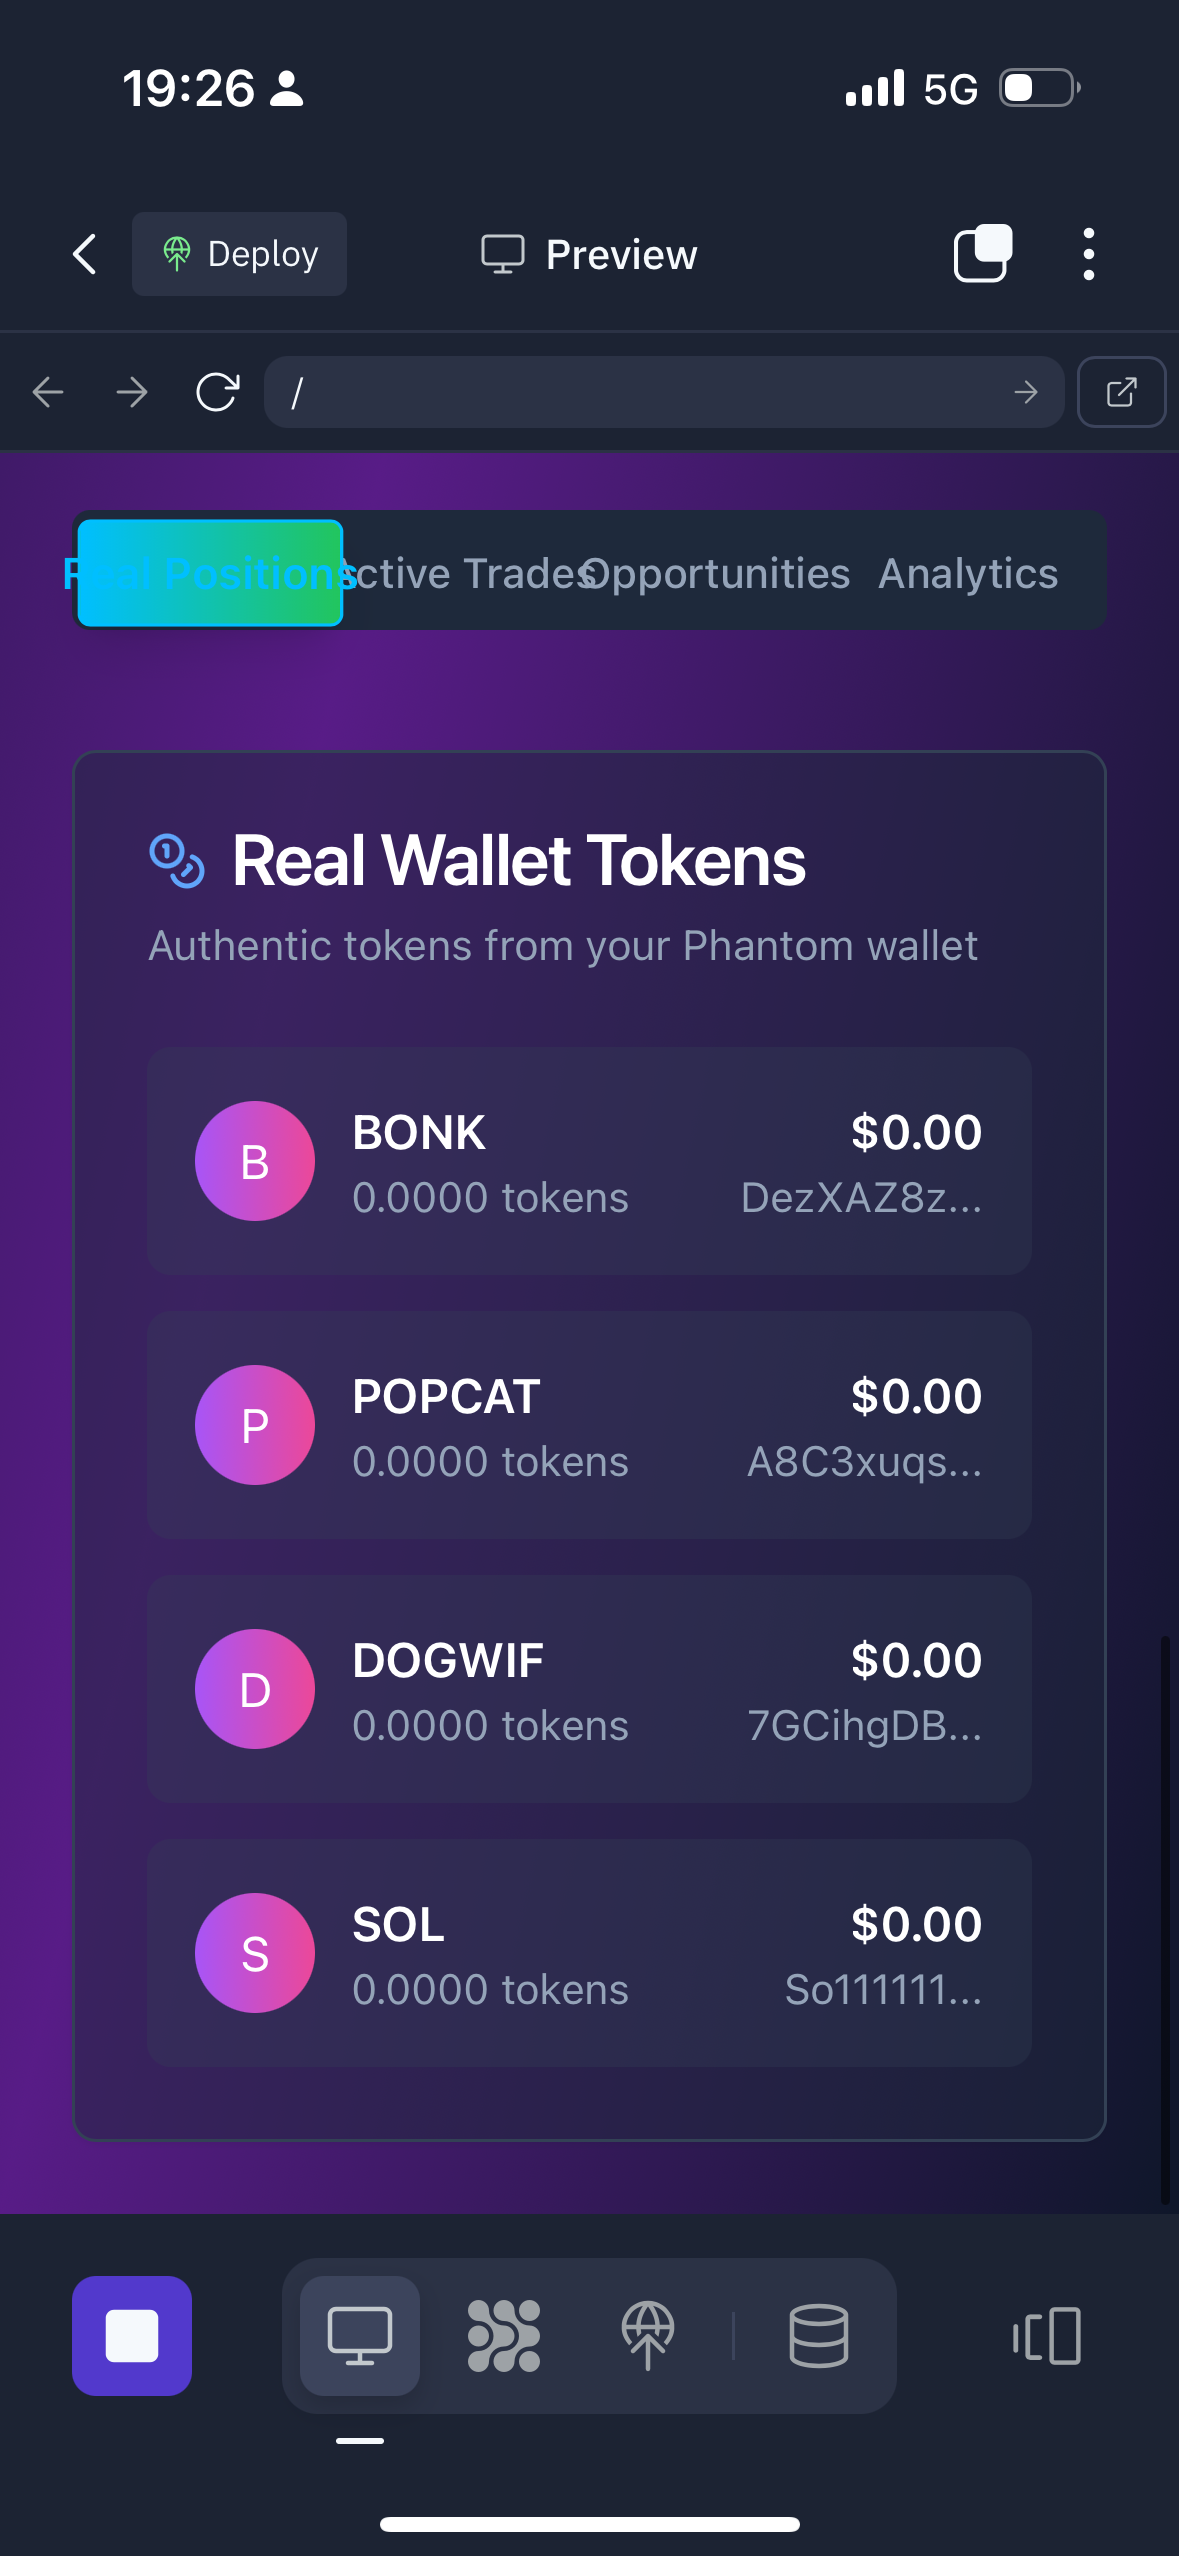 19:26
5G
Deploy
Preview
/
Real Positions
Active Trades
Opportunities
Analytics
Real Wallet Tokens
Authentic tokens from your Phantom wallet
B
BONK
$0.00
0.0000 tokens
DezXAZ8z...
P
POPCAT
$0.00
0.0000 tokens
A8C3xuqs...
D
DOGWIF
$0.00
0.0000 tokens
7GCihgDB...
S
SOL
$0.00
0.0000 tokens
So111111...